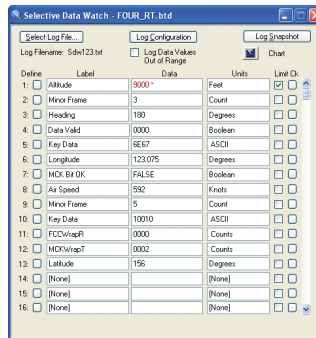 Selective Data Watch - FOUR_RT.btd
Select Log File... Log Configuration Log Snapshot
Log Filename: Sdw123.txt Log Data Values Out of Range Chart
Define Label Data Units Limit Ck
1: Altitude 9000 * Feet
2: Minor Frame 3 Count
3: Heading 180 Degrees
4: Data Valid 0000 Boolean
5: Key Data 6E67 ASCII
6: Longitude 123.075 Degrees
7: MCK Bit OK FALSE Boolean
8: Air Speed 592 Knots
9: Minor Frame 5 Count
10: Key Data 10010 ASCII
11: FCCWrapR 0000 Counts
12: MCKWrapT 0002 Counts
13: Latitude 156 Degrees
14: [None] [None]
15: [None] [None]
16: [None] [None]